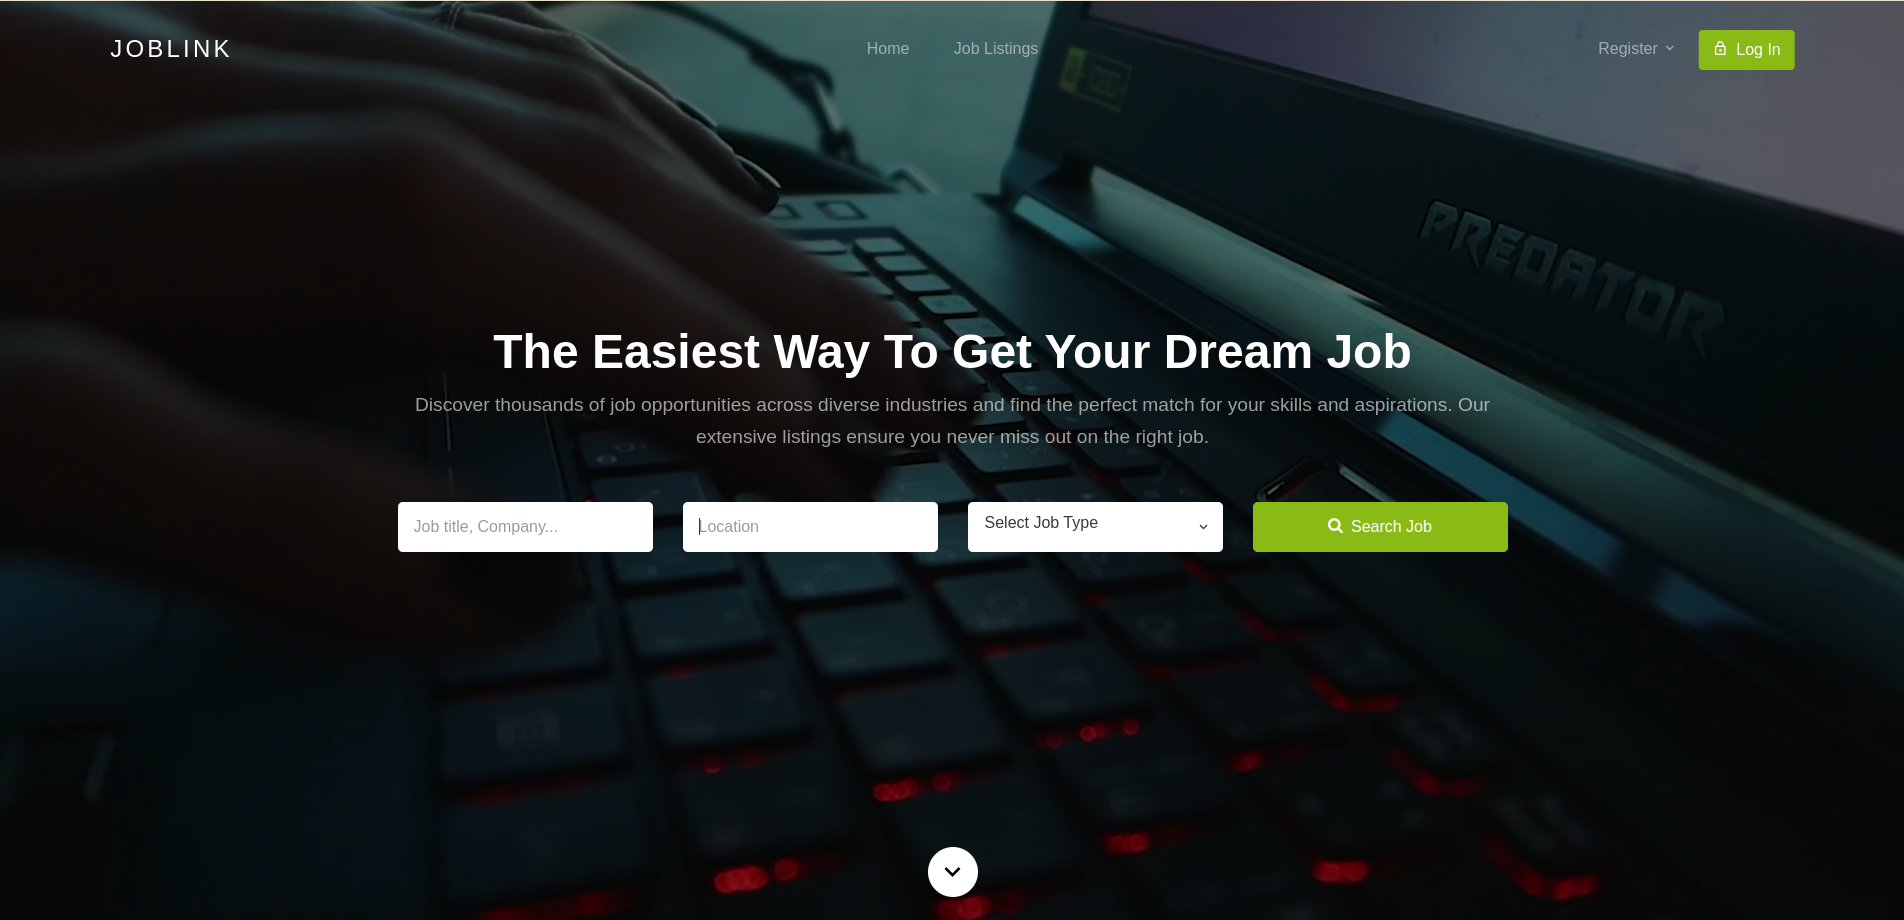 JOBLINK
Home
Job Listings
Register
Log In
1080
PREDATOR
The Easiest Way To Get Your Dream Job
Discover thousands of job opportunities across diverse industries and find the perfect match for your skills and aspirations. Our
extensive listings ensure you never miss out on the right job.
Job title, Company...
Location
Select Job Type
Search Job